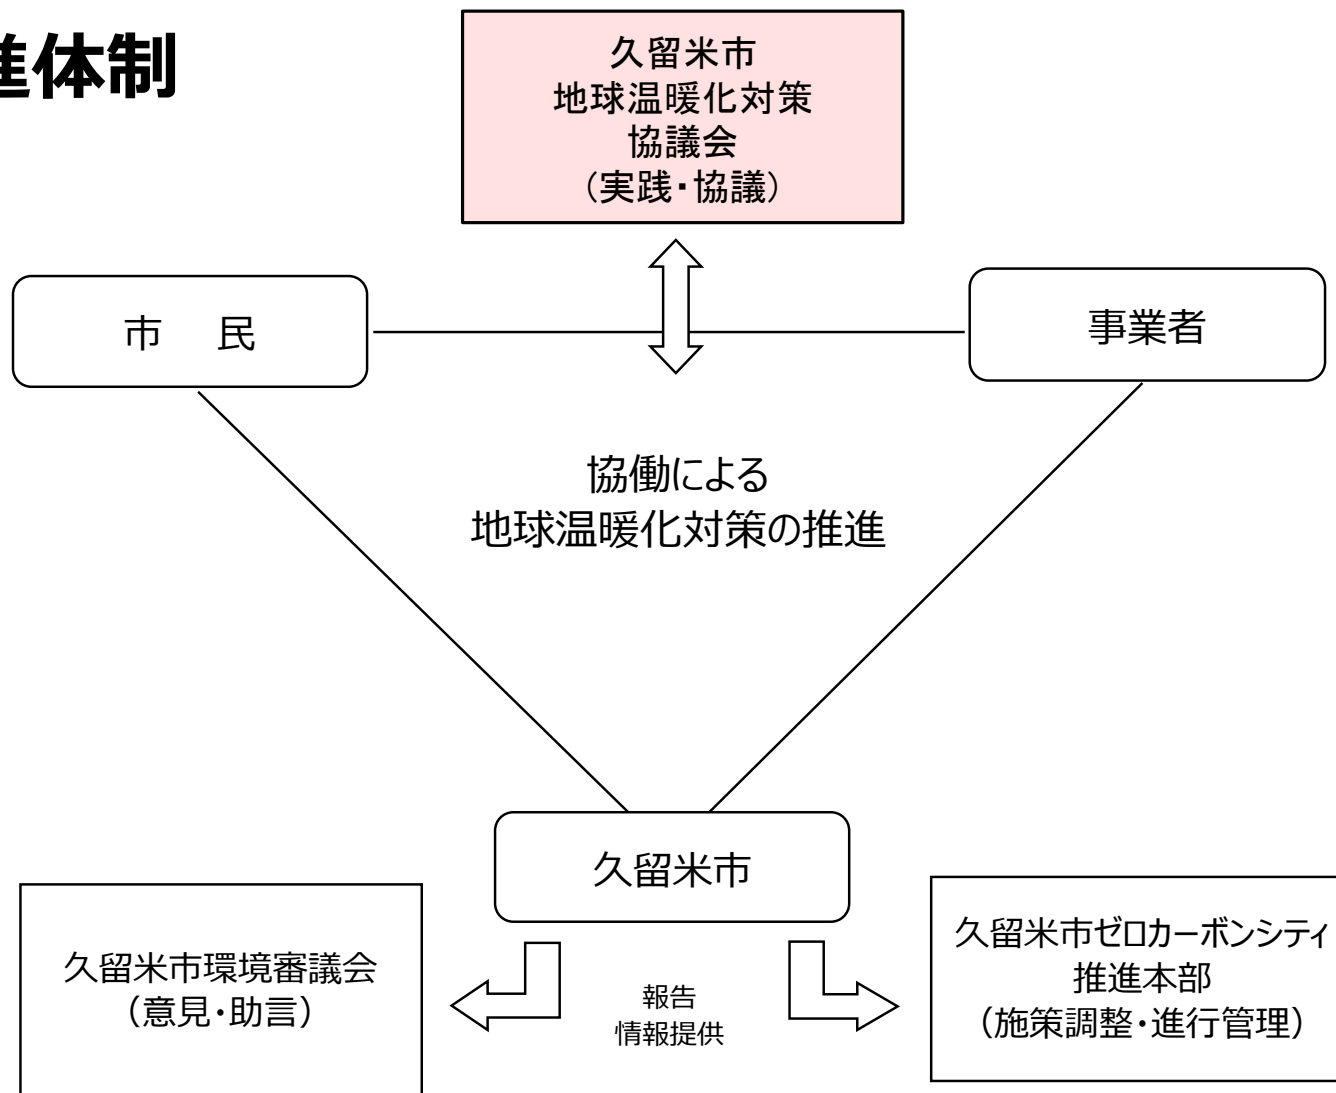 進体制
久留米市
地球温暖化対策
協議会
（実践・協議）
市　民
事業者
協働による
地球温暖化対策の推進
久留米市
久留米市環境審議会
（意見・助言）
報告
情報提供
久留米市ゼロカーボンシティ
推進本部
（施策調整・進行管理）